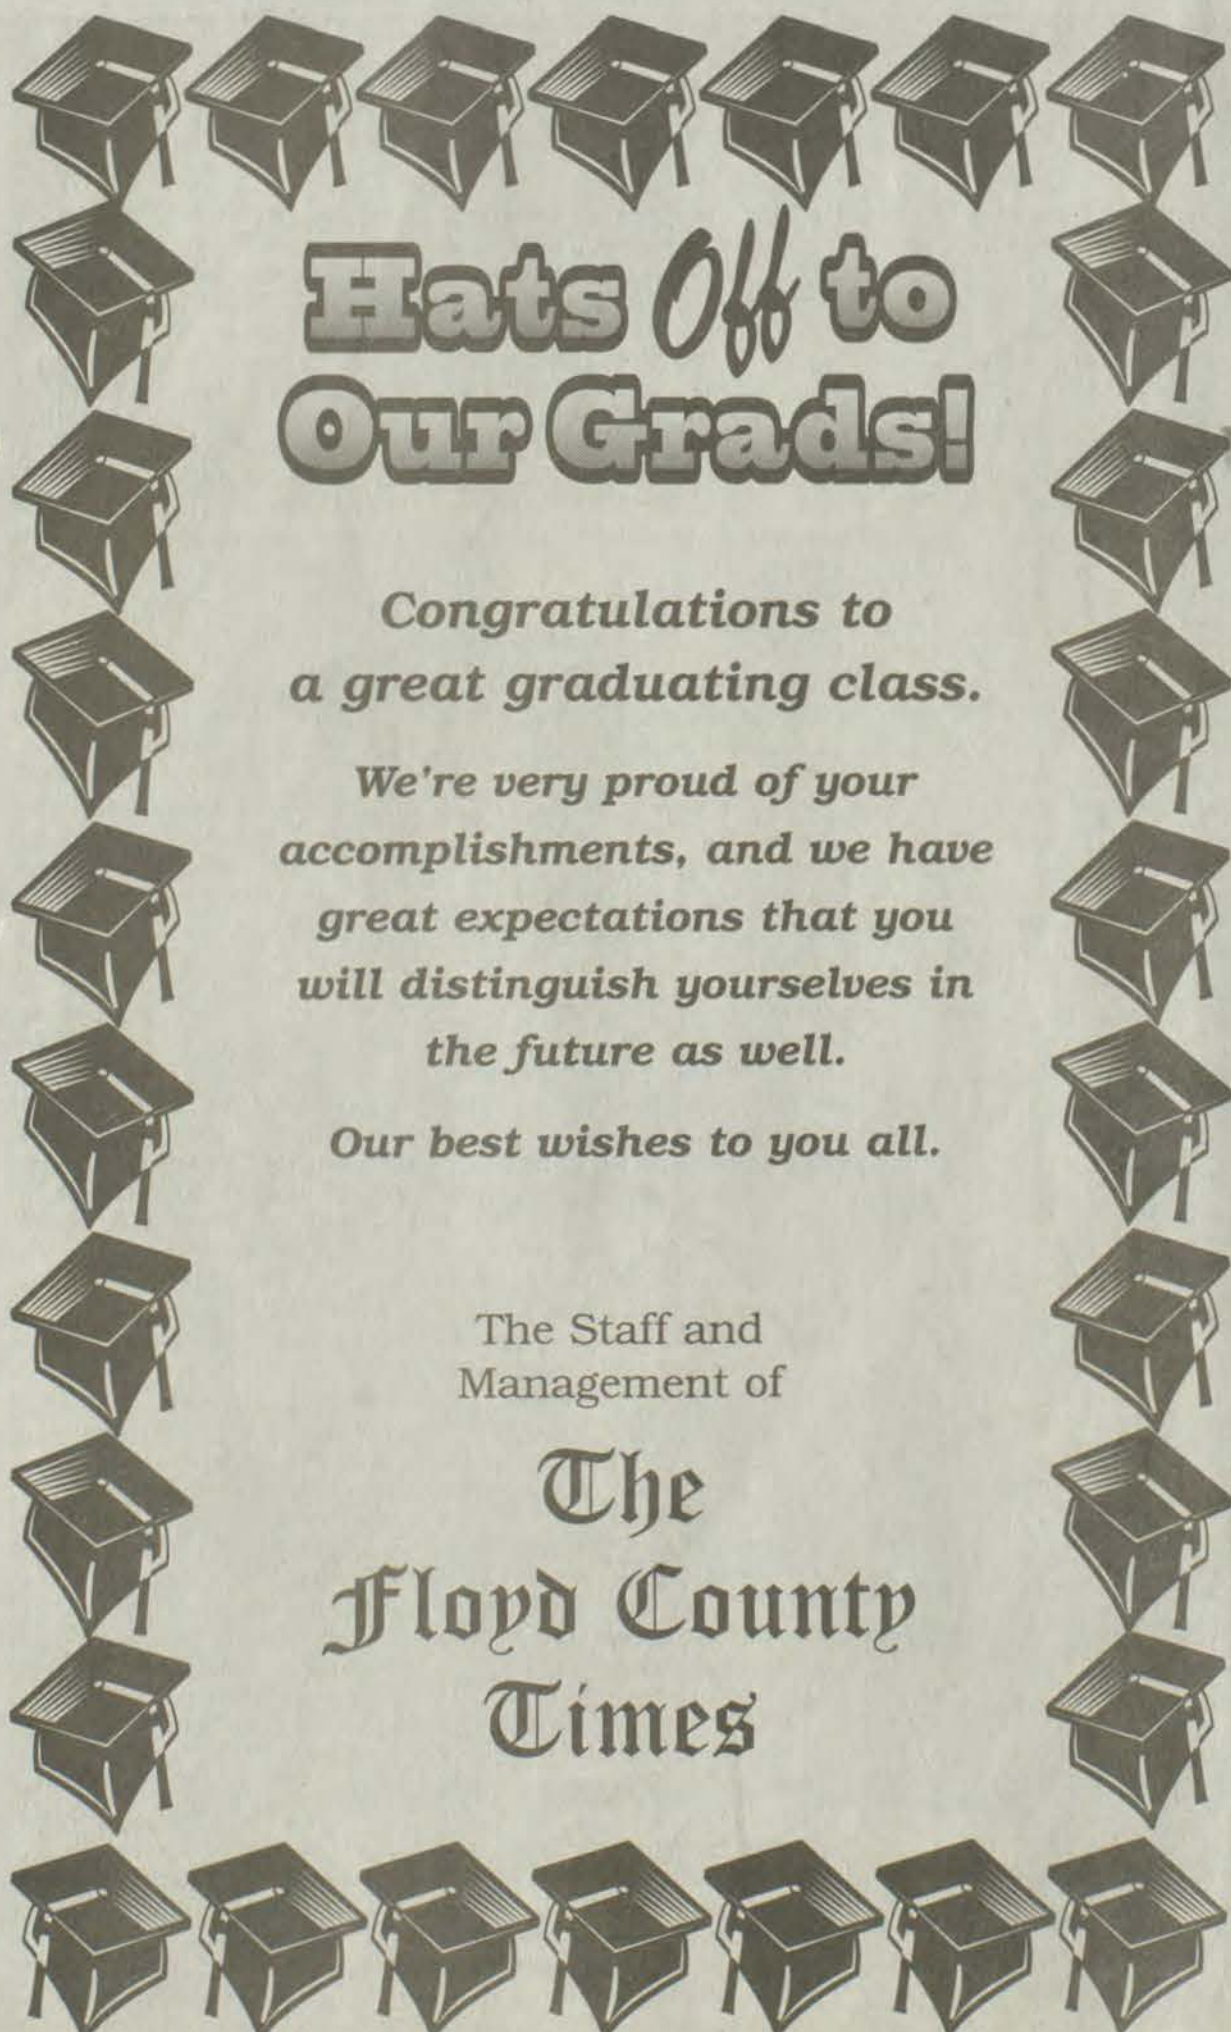 Hats Off to
Our Grads!
Congratulations to
a great graduating class.
We're very proud of your
accomplishments, and we have
great expectations that you
will distinguish yourselves in
the future as well.
Our best wishes to you all.
The Staff and
Management of
The
Floyd County
Times